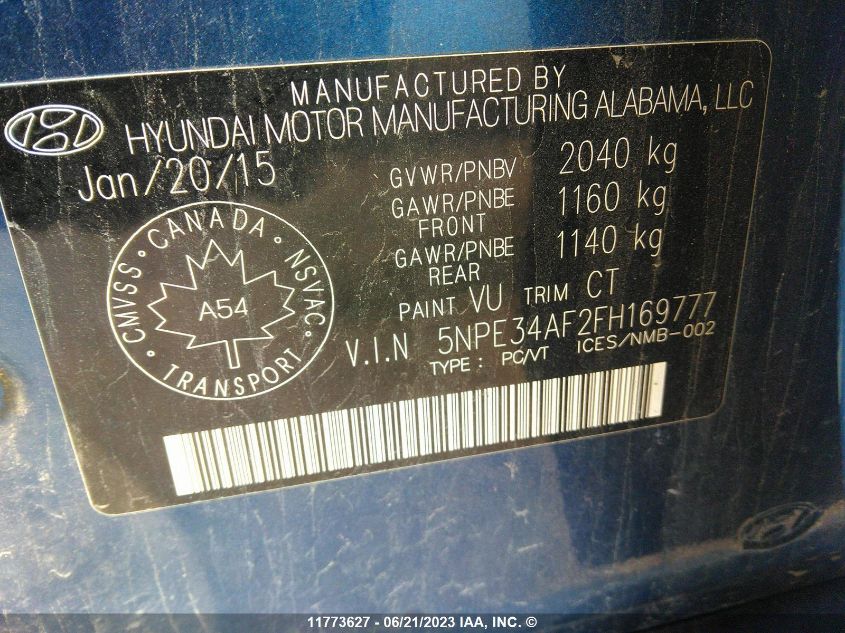 MANUFACTURED BY
HYUNDAI MOTOR MANUFACTURING ALABAMA, LLC
Jan/20/15
GVWR/PNBV 2040 kg
GAWR/PNBE FRONT 1160 kg
GAWR/PNBE REAR 1140 kg
PAINT VU TRIM CT
V.I.N 5NPE34AF2FH169777
TYPE : PC/VT ICES/NMB-002
CMVSS · CANADA · NSVAC · TRANSPORT ·
A54
11773627 - 06/21/2023 IAA, INC. ©